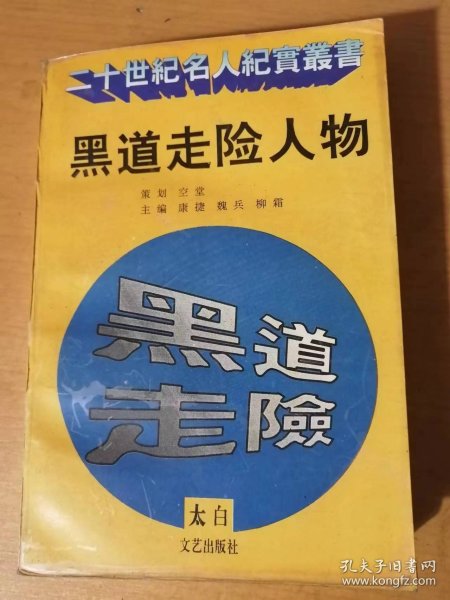 二十世紀名人紀實叢書
黑道走险人物
策划 空堂
主编 康捷 魏兵 柳霜
黑道
走險
太白
文艺出版社
孔夫子旧书网
www.kongfz.com